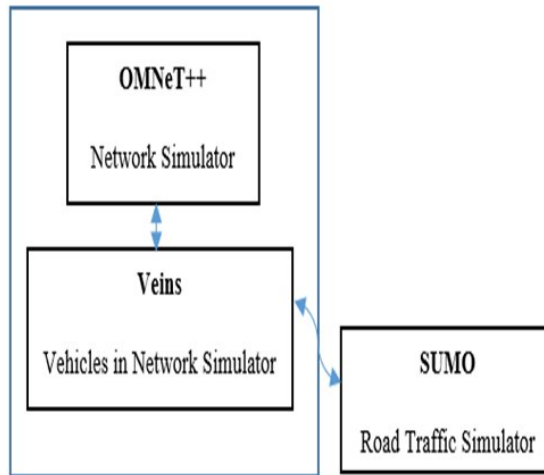 OMNeT++
Network Simulator
Veins
Vehicles in Network Simulator
SUMO
Road Traffic Simulator